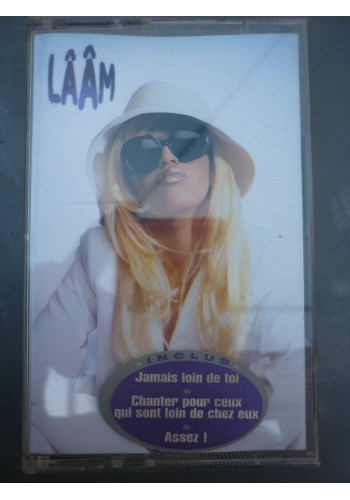 LÂÂM
·INCLUS·
Jamais loin de toi
Chanter pour ceux
qui sont loin de chez eux
Assez !